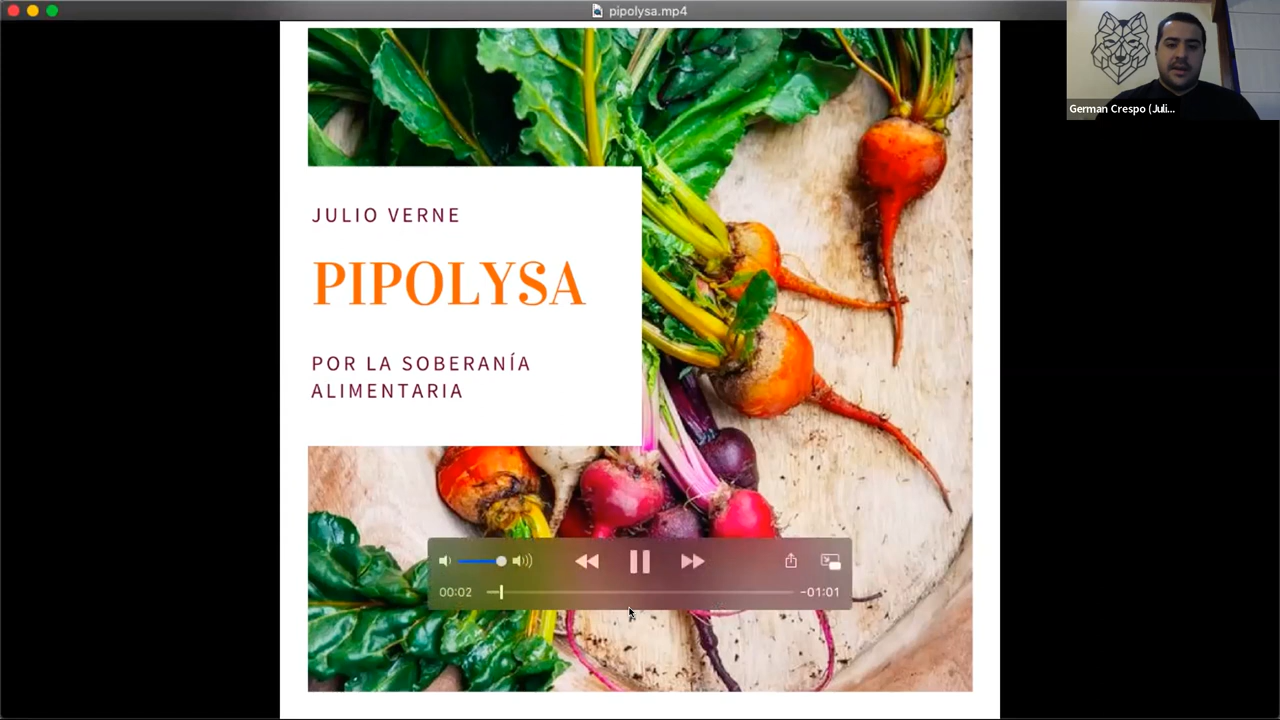 pipolysa.mp4
German Crespo (Juli...
JULIO VERNE
PIPOLYSA
POR LA SOBERANÍA
ALIMENTARIA
00:02
-01:01